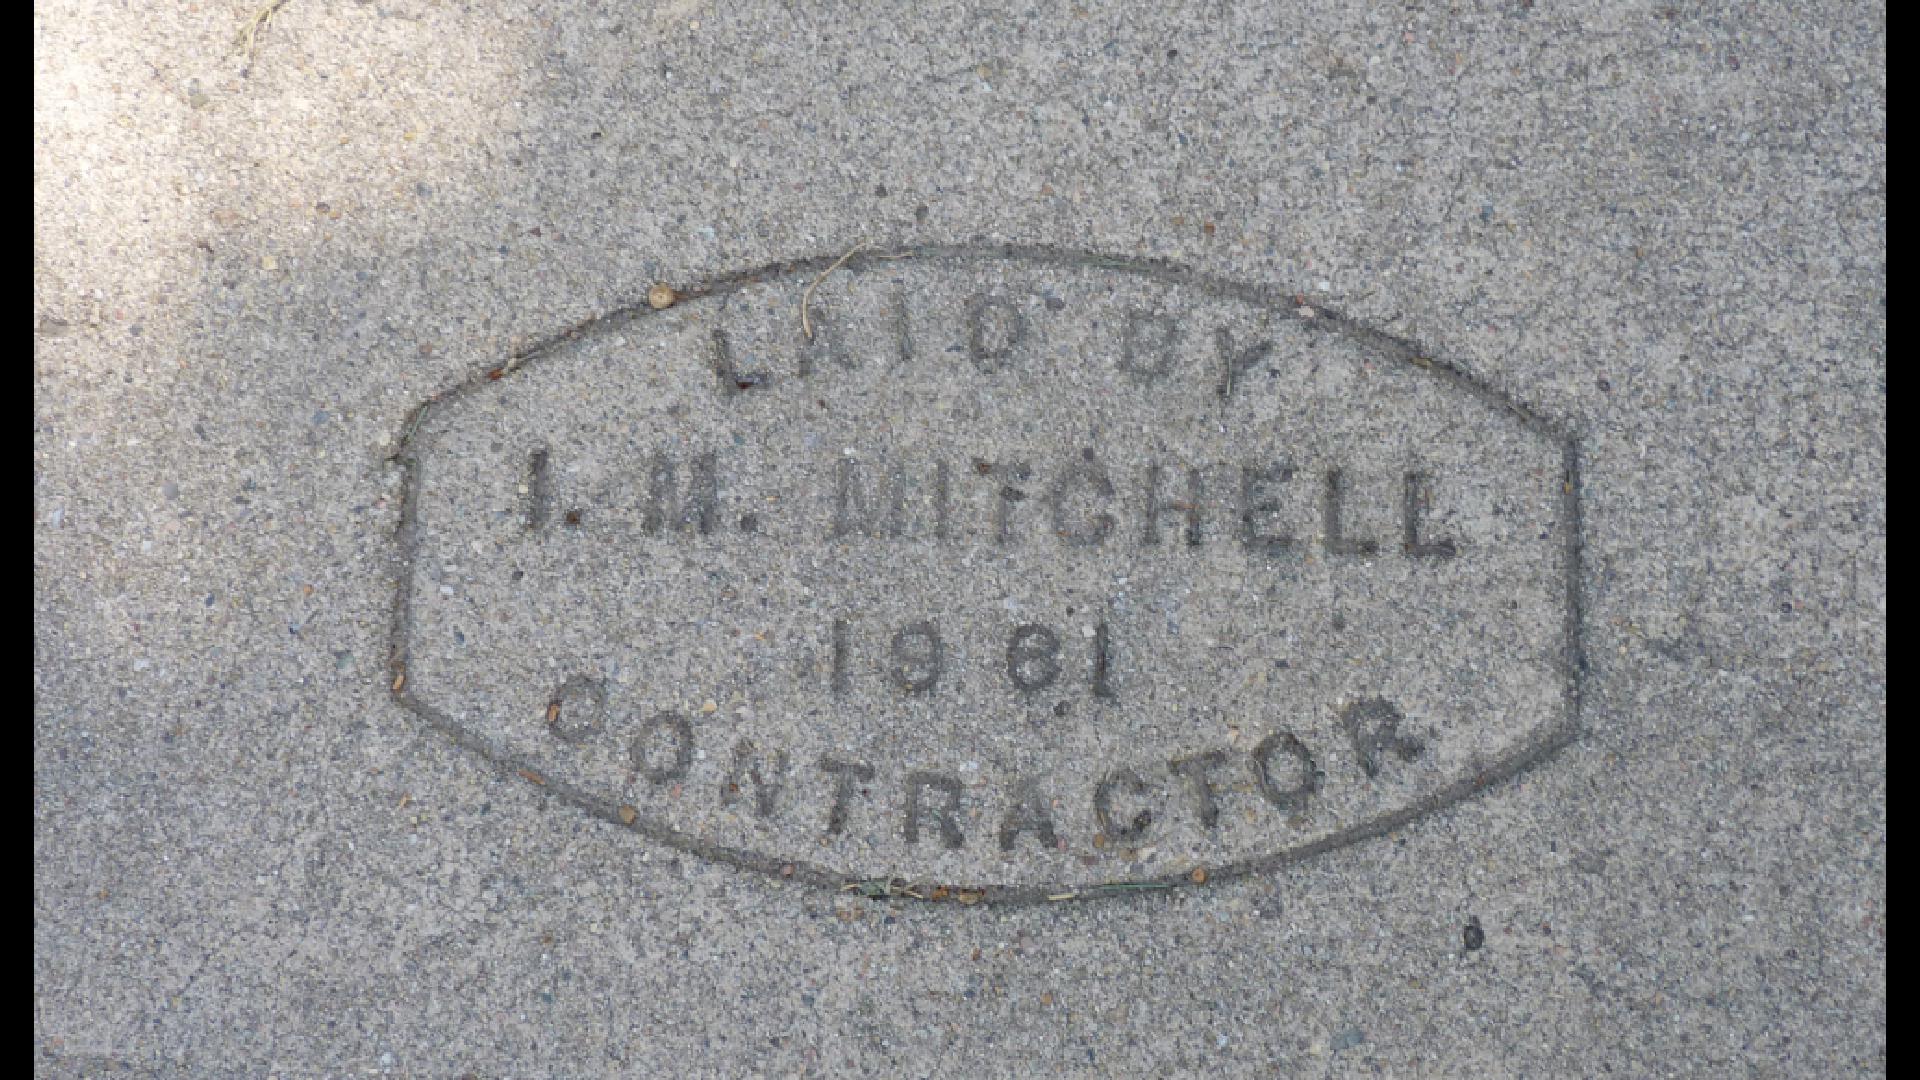 LAID BY
J. M. MITCHELL
1961
CONTRACTOR